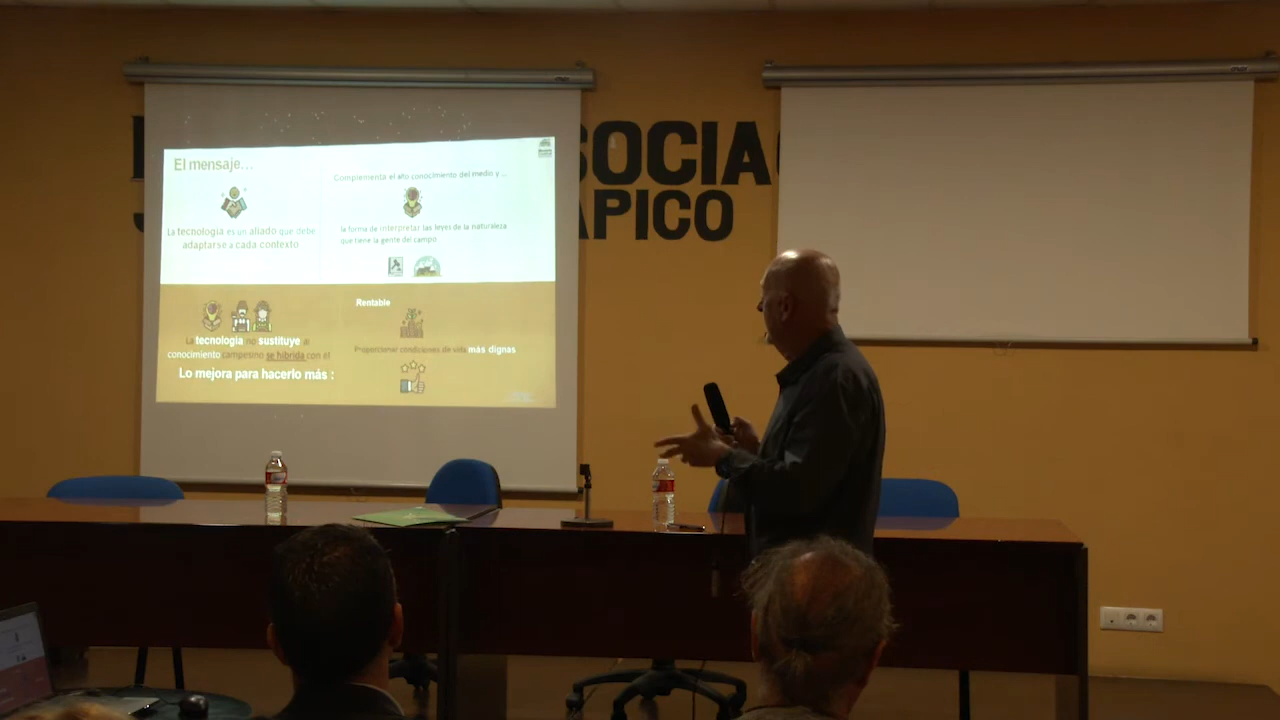 SOCIA
APICO
El mensaje...
La tecnología es un aliado que debe
adaptarse a cada contexto
Complementa el alto conocimiento del medio y ...
la forma de interpretar las leyes de la naturaleza
que tiene la gente del campo
La tecnología no sustituye al
conocimiento campesino se hibrida con él
Lo mejora para hacerlo más :
Rentable
Proporcionar condiciones de vida más dignas